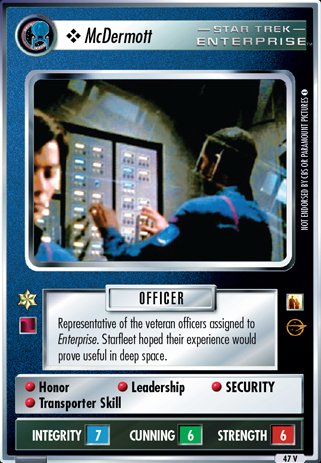 ❖ McDermott
STAR TREK
ENTERPRISE™
NOT ENDORSED BY CBS OR PARAMOUNT PICTURES
OFFICER
Representative of the veteran officers assigned to
Enterprise. Starfleet hoped their experience would
prove useful in deep space.
Honor Leadership SECURITY
Transporter Skill
INTEGRITY 7 CUNNING 6 STRENGTH 6
47 V